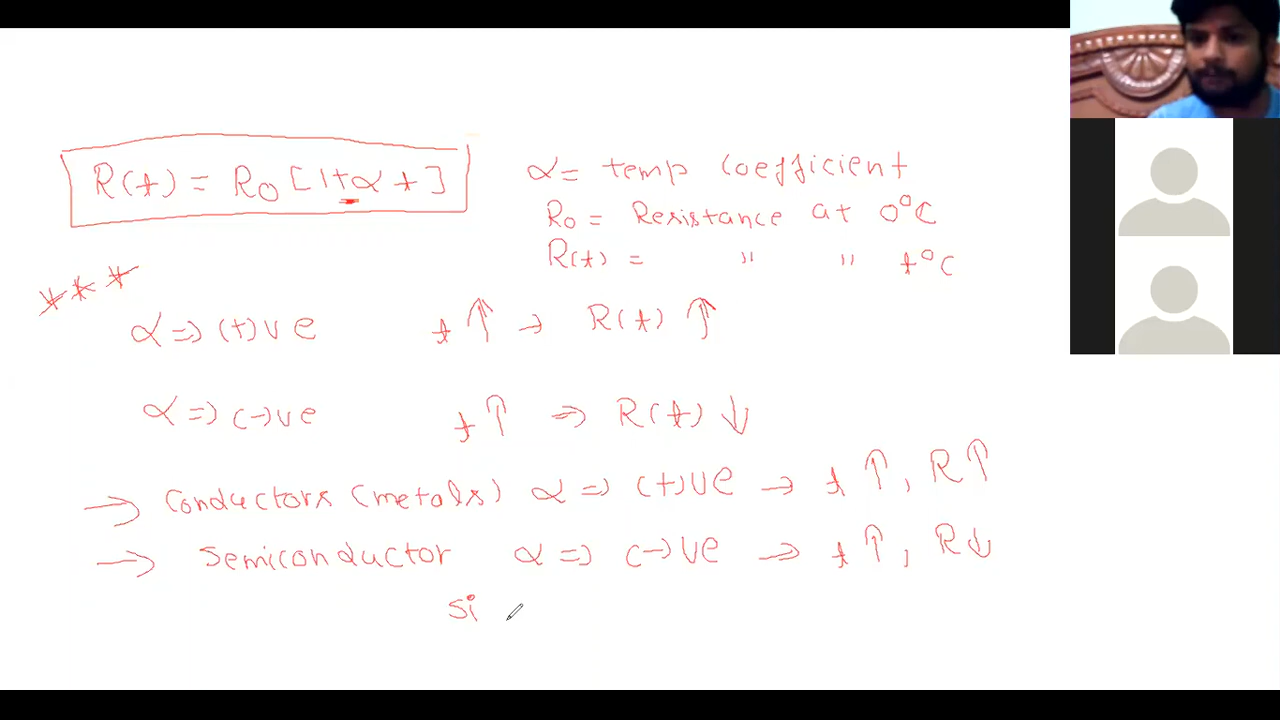 R(t) = R0 [1+α t]
α = temp coefficient
R0 = Resistance at 0°C
R(t) = " " t°C
***
α ⇒ (+)ve t↑ → R(t)↑
α ⇒ (-)ve t↑ ⇒ R(t)↓
→ Conductors (metals) α ⇒ (+)ve → t↑, R↑
→ Semiconductor α ⇒ (-)ve → t↑, R↓
Si